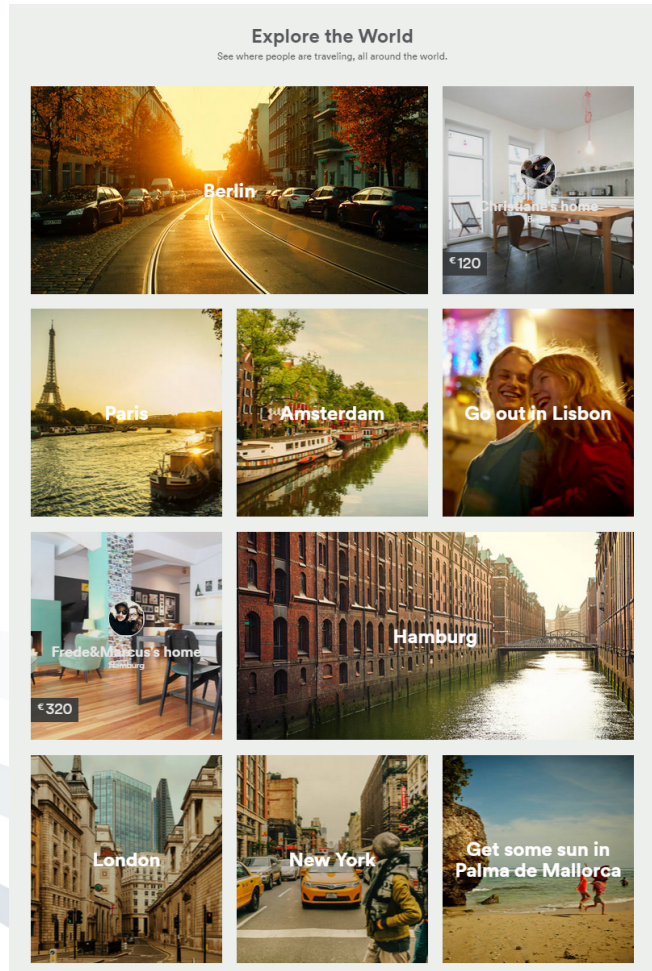 Explore the World
See where people are traveling, all around the world.
Berlin
Christiane's home
€120
Paris
Amsterdam
Go out in Lisbon
Frede&Marcus's home
Hamburg
€320
Hamburg
London
New York
Get some sun in
Palma de Mallorca